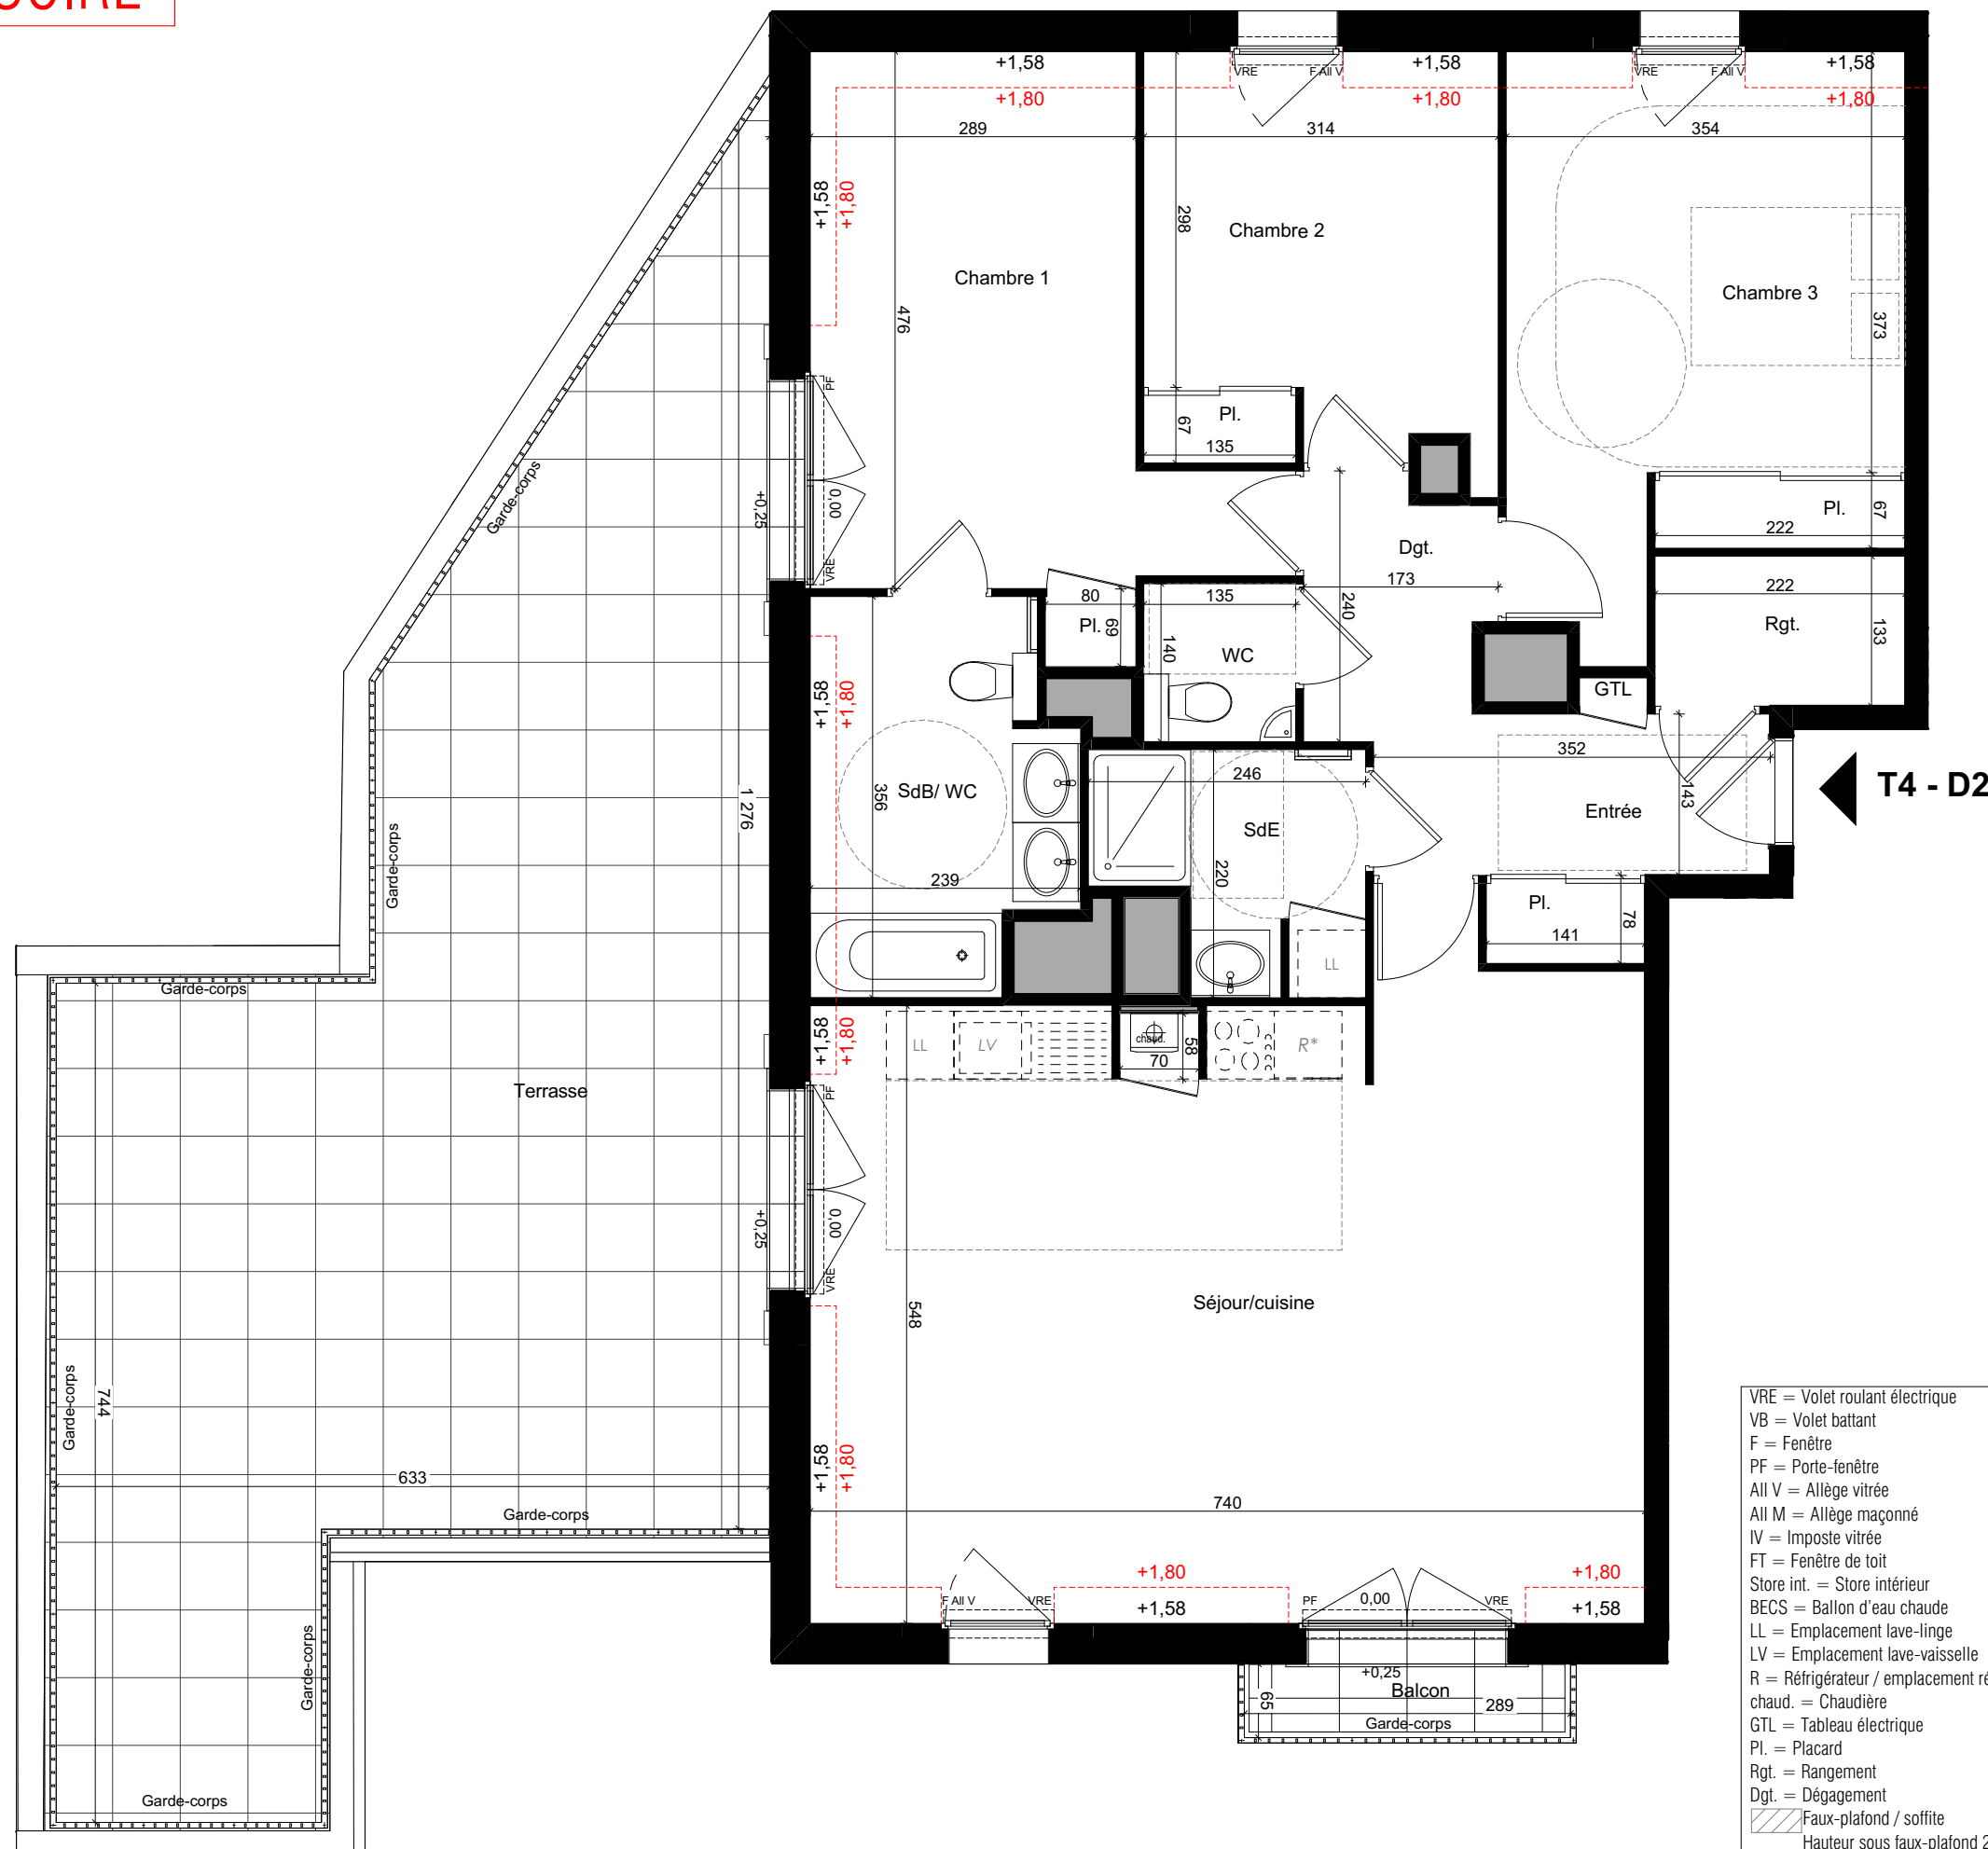 +1,58
+1,58
+1,58
VRE
F All V
VRE
F All V
+1,80
+1,80
+1,80
289
314
354
+1,58
+1,80
298
Chambre 2
Chambre 1
Chambre 3
476
373
PF
Pl.
67
135
Garde-corps
+0,25
0,00
VRE
Pl.
67
222
Dgt.
173
240
80
Pl.
69
135
140
WC
222
Rgt.
133
GTL
+1,58
+1,80
352
143
T4 - D2
Entrée
1 276
356
SdB/ WC
246
SdE
220
239
Garde-corps
Pl.
78
141
LL
Garde-corps
+1,58
+1,80
LL
LV
chaud.
58
70
R*
Terrasse
PF
+0,25
0,00
VRE
Séjour/cuisine
548
Garde-corps
744
+1,58
+1,80
633
740
Garde-corps
+1,80
+1,80
F All V
VRE
+1,58
PF
0,00
VRE
+1,58
Garde-corps
+0,25
Balcon
65
289
Garde-corps
Garde-corps
VRE = Volet roulant électrique
VB = Volet battant
F = Fenêtre
PF = Porte-fenêtre
All V = Allège vitrée
All M = Allège maçonné
IV = Imposte vitrée
FT = Fenêtre de toit
Store int. = Store intérieur
BECS = Ballon d'eau chaude
LL = Emplacement lave-linge
LV = Emplacement lave-vaisselle
R = Réfrigérateur / emplacement ré
chaud. = Chaudière
GTL = Tableau électrique
Pl. = Placard
Rgt. = Rangement
Dgt. = Dégagement
Faux-plafond / soffite
Hauteur sous faux-plafond 2